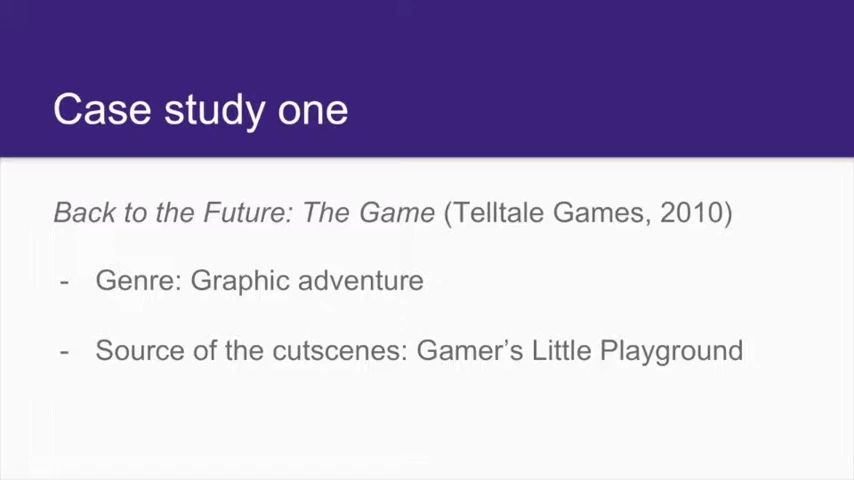 Case study one
Back to the Future: The Game (Telltale Games, 2010)
- Genre: Graphic adventure
- Source of the cutscenes: Gamer’s Little Playground